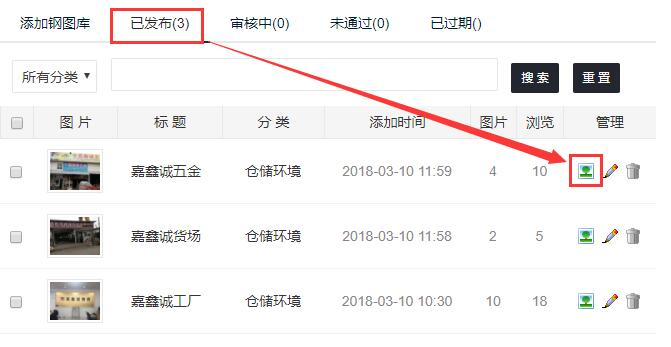 添加钢图库 已发布(3) 审核中(0) 未通过(0) 已过期()
所有分类 搜 索 重 置
图 片 标 题 分 类 添加时间 图片 浏览 管理
嘉鑫诚五金 仓储环境 2018-03-10 11:59 4 10
嘉鑫诚货场 仓储环境 2018-03-10 11:58 2 5
嘉鑫诚工厂 仓储环境 2018-03-10 10:30 10 18